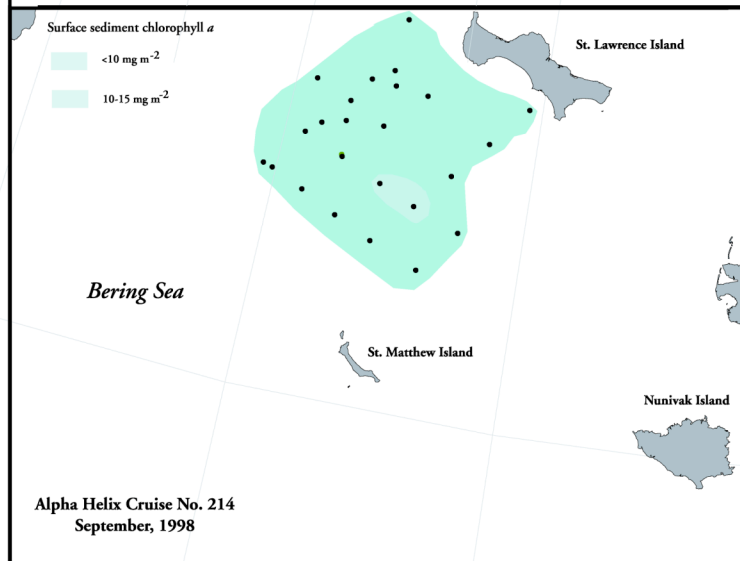 Surface sediment chlorophyll a
<10 mg m-2
10-15 mg m-2
St. Lawrence Island
Bering Sea
St. Matthew Island
Nunivak Island
Alpha Helix Cruise No. 214
September, 1998